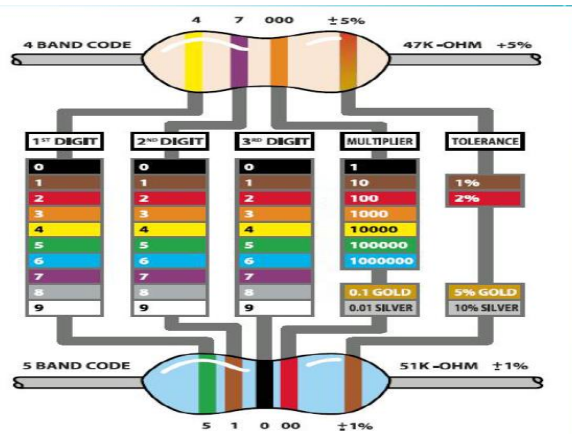 4 7 000 ±5%
4 BAND CODE 47K-OHM +5%
1ST DIGIT 2ND DIGIT 3RD DIGIT MULTIPLIER TOLERANCE
0 0 0 1
1 1 1 10 1%
2 2 2 100 2%
3 3 3 1000
4 4 4 10000
5 5 5 100000
6 6 6 1000000
7 7 7
8 8 8 0.1 GOLD 5% GOLD
9 9 9 0.01 SILVER 10% SILVER
5 BAND CODE 51K-OHM ±1%
5 1 0 00 ±1%